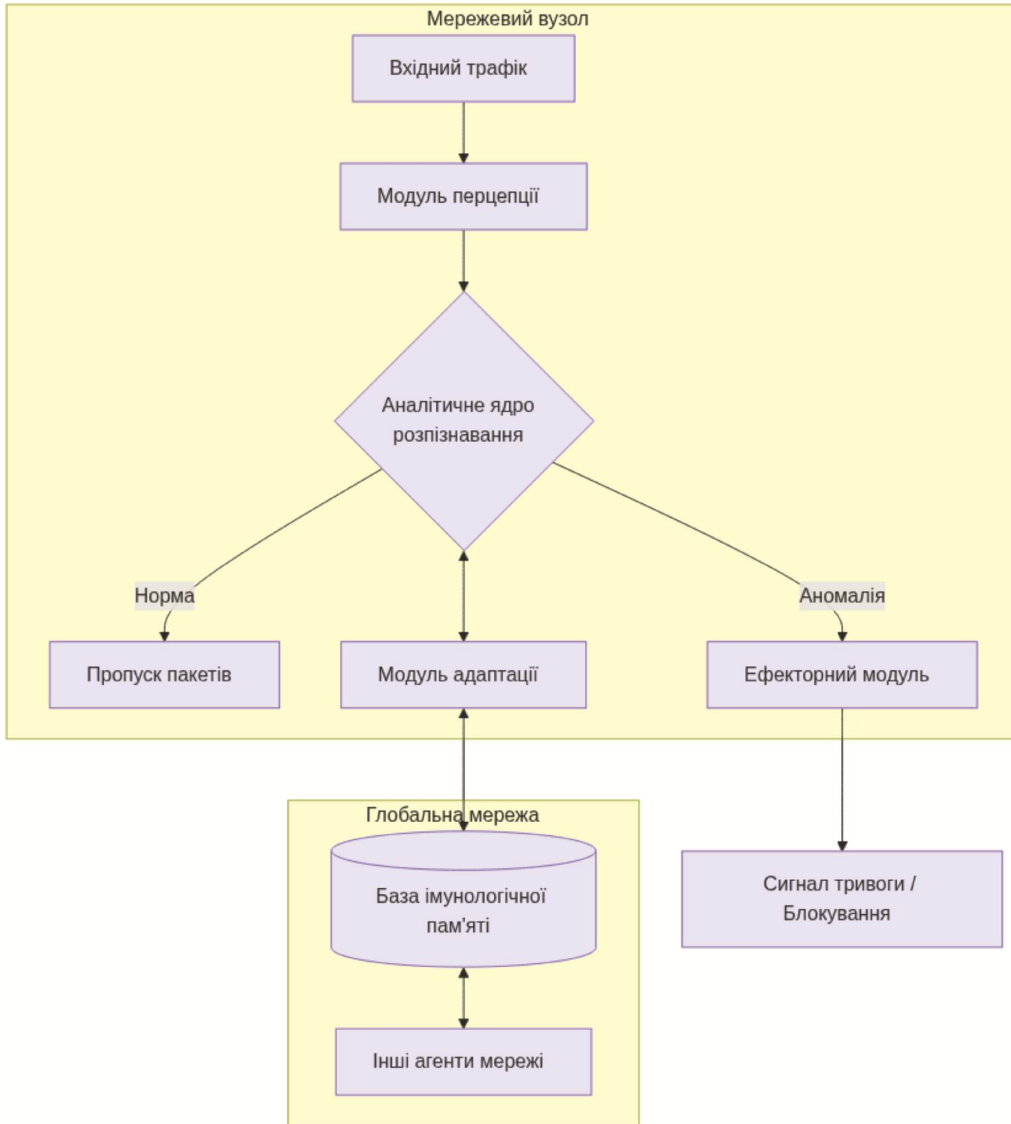 Мережевий вузол
Вхідний трафік
Модуль перцепції
Аналітичне ядро
розпізнавання
Норма
Аномалія
Пропуск пакетів
Модуль адаптації
Ефекторний модуль
Глобальна мережа
База імунологічної
пам'яті
Сигнал тривоги /
Блокування
Інші агенти мережі